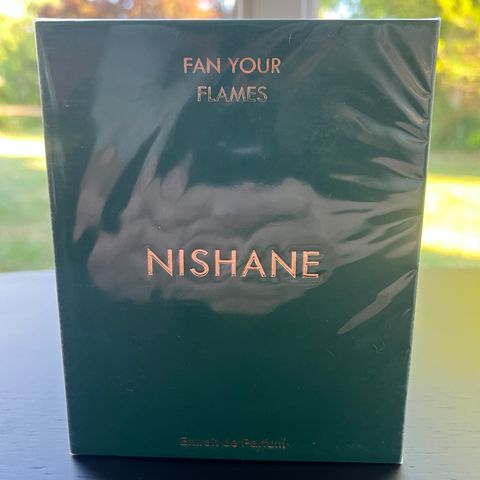 FAN YOUR
FLAMES
NISHANE
Extrait de Parfum